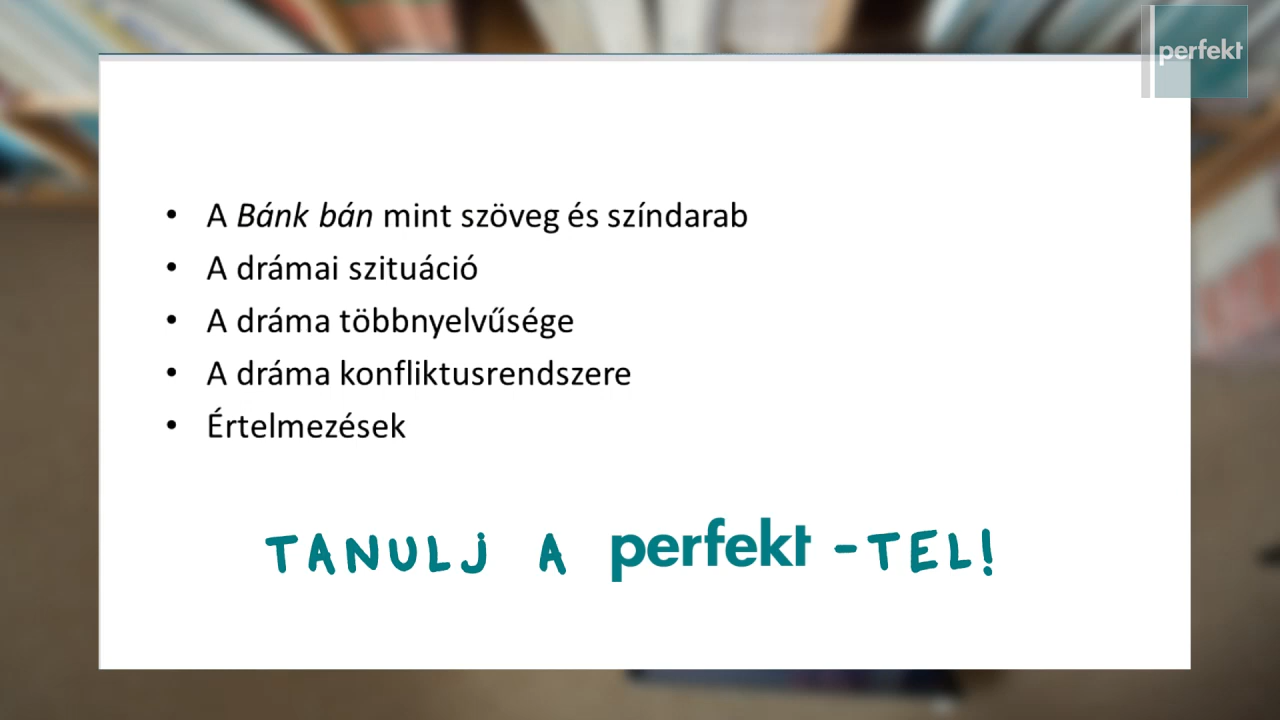 perfekt
• A Bánk bán mint szöveg és színdarab
• A drámai szituáció
• A dráma többnyelvűsége
• A dráma konfliktusrendszere
• Értelmezések
TANULJ A perfekt -TEL!